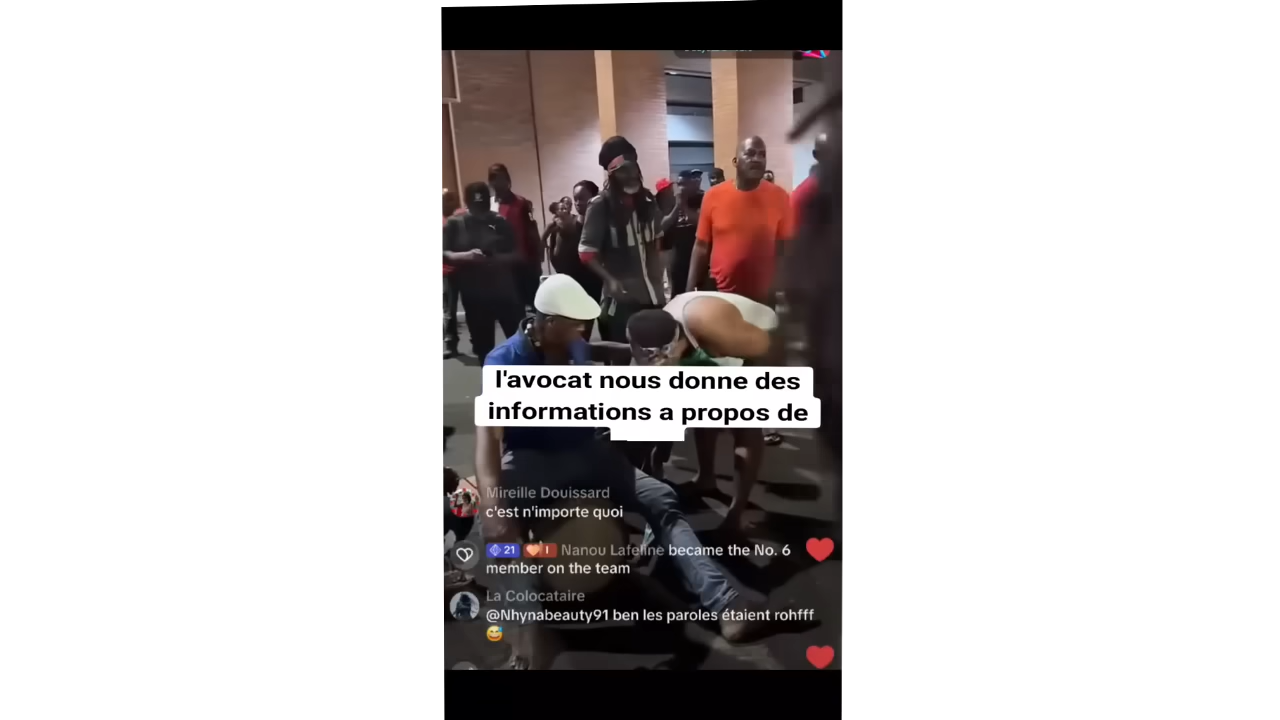 l'avocat nous donne des
informations a propos de
Mireille Douissard
c'est n'importe quoi
21 I Nanou Lafeline became the No. 6
member on the team
La Colocataire
@Nhynabeauty91 ben les paroles étaient rohfff
😅